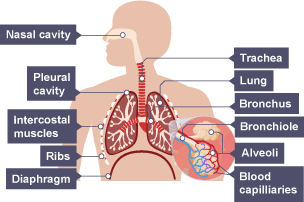 Nasal cavity
Pleural
cavity
Intercostal
muscles
Ribs
Diaphragm
Trachea
Lung
Bronchus
Bronchiole
Alveoli
Blood
capillaries